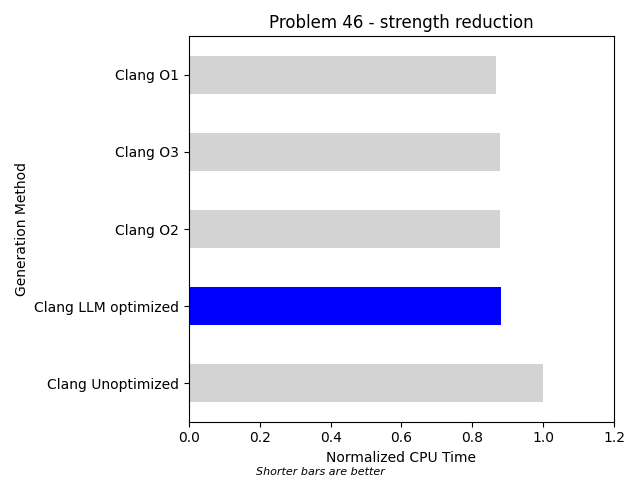 Problem 46 - strength reduction
Clang O1
Clang O3
Clang O2
Clang LLM optimized
Clang Unoptimized
Generation Method
0.0 0.2 0.4 0.6 0.8 1.0 1.2
Normalized CPU Time
Shorter bars are better